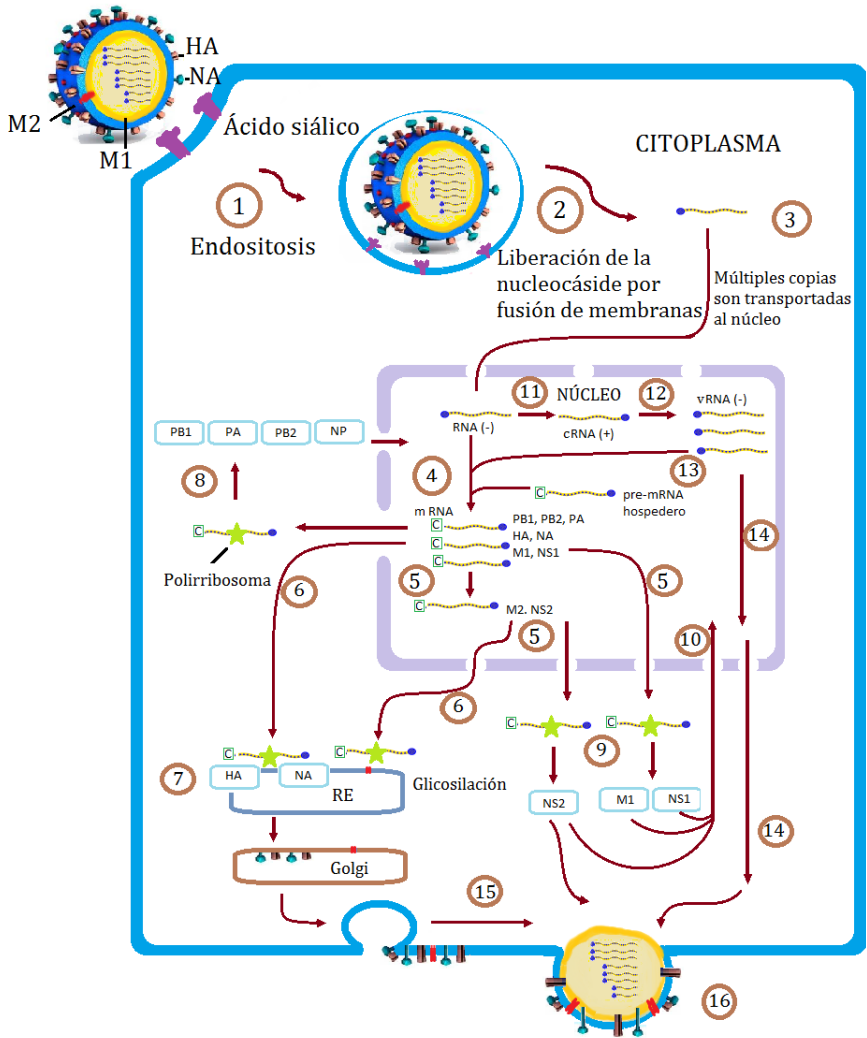 HA
NA
M2
M1
Ácido siálico
CITOPLASMA
1
Endositosis
2
Liberación de la
nucleocáside por
fusión de membranas
3
Múltiples copias
son transportadas
al núcleo
11
NÚCLEO
12
vRNA (-)
RNA (-)
cRNA (+)
PB1
PA
PB2
NP
8
4
13
C
pre-mRNA
hospedero
m RNA
C
C
C
PB1, PB2, PA
HA, NA
M1, NS1
14
C
Polirribosoma
6
5
5
C
M2. NS2
5
10
6
C
C
9
C
C
7
HA
NA
RE
Glicosilación
NS2
M1
NS1
14
Golgi
15
16